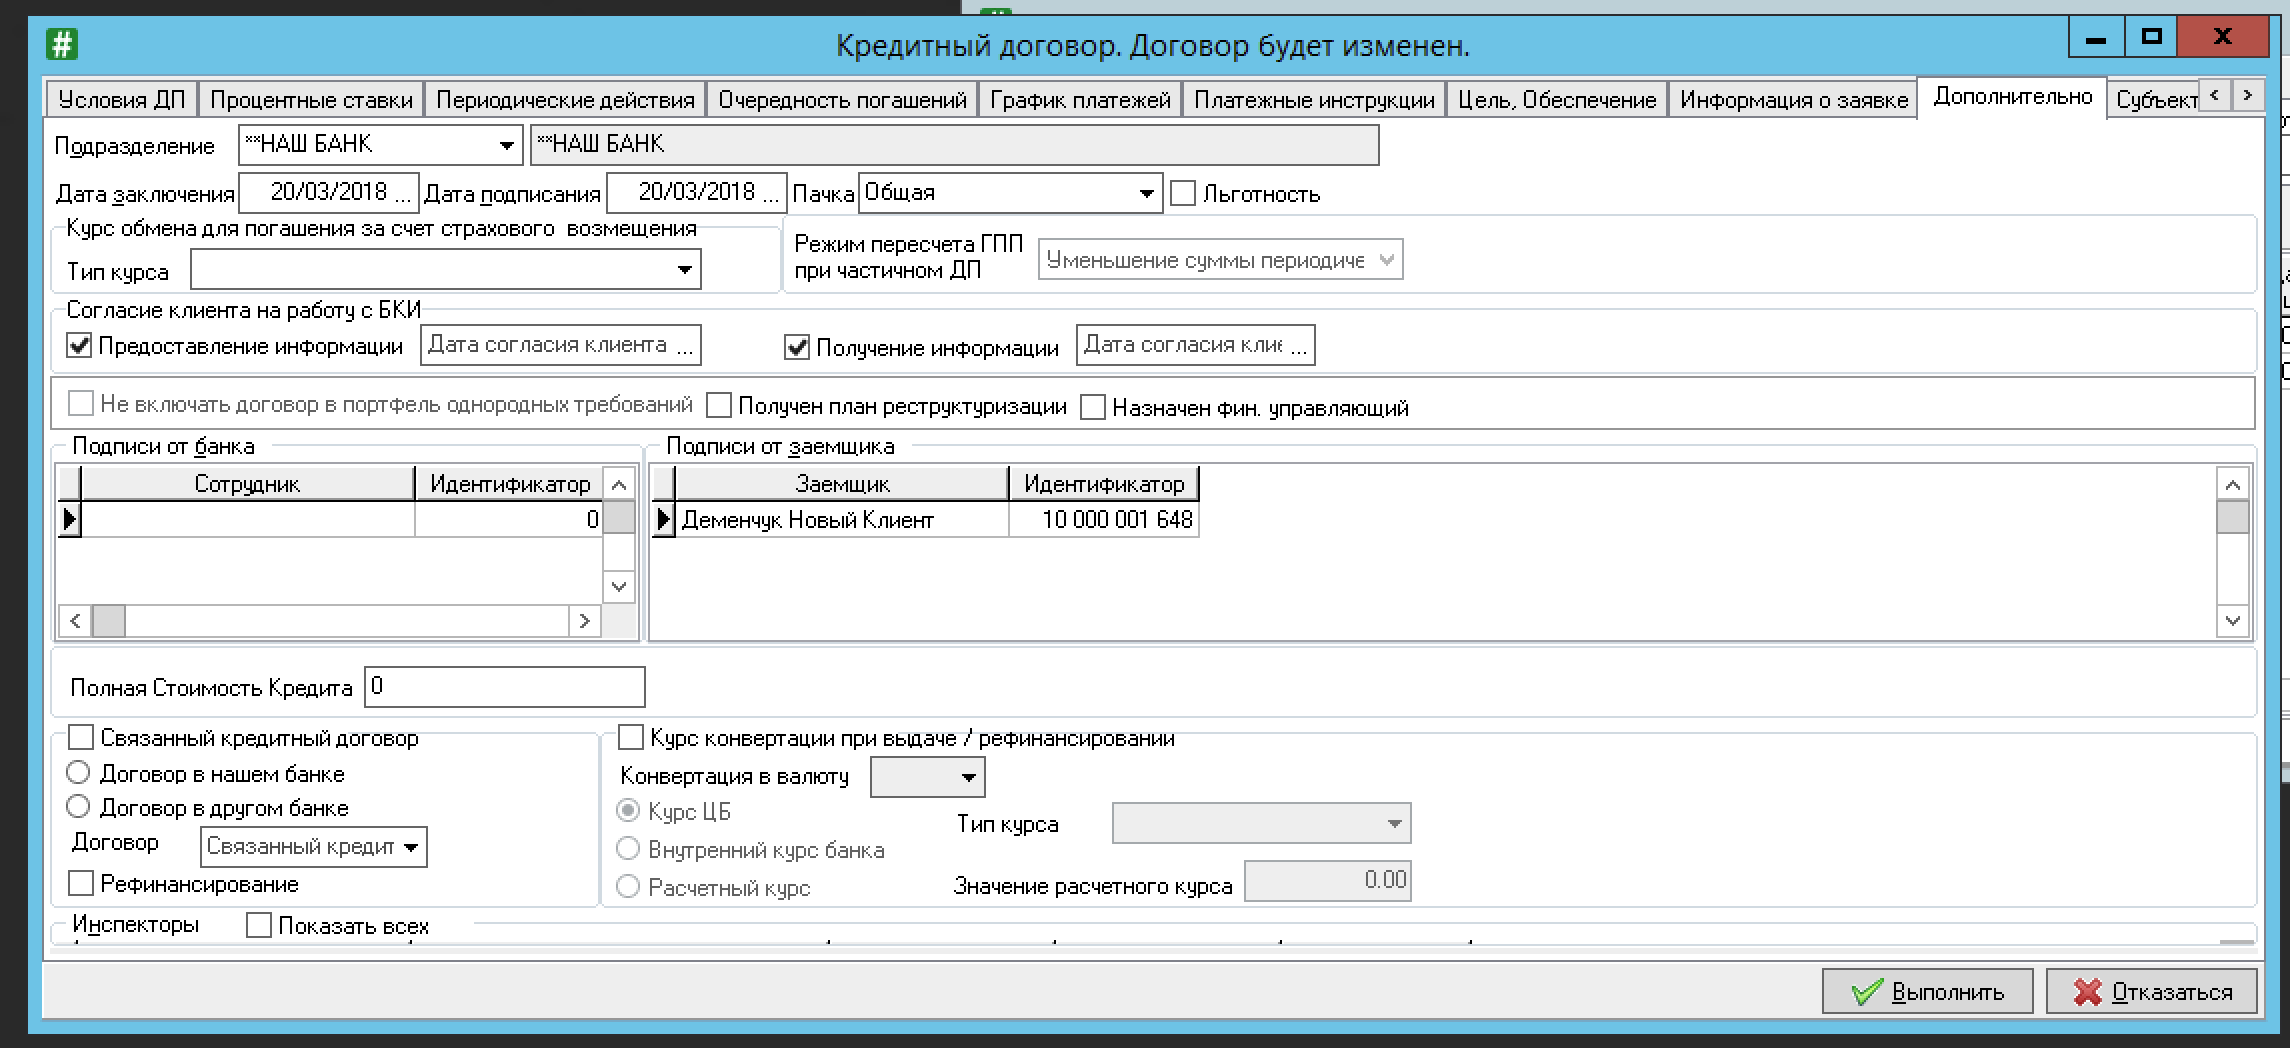 #
Кредитный договор. Договор будет изменен.
Условия ДП
Процентные ставки
Периодические действия
Очередность погашений
График платежей
Платежные инструкции
Цель, Обеспечение
Информация о заявке
Дополнительно
Субъект
Подразделение
**НАШ БАНК
**НАШ БАНК
Дата заключения
20/03/2018 ...
Дата подписания
20/03/2018 ...
Пачка
Общая
Льготность
Курс обмена для погашения за счет страхового возмещения
Тип курса
Режим пересчета ГПП
при частичном ДП
Уменьшение суммы периодиче
Согласие клиента на работу с БКИ
Предоставление информации
Дата согласия клиента ...
Получение информации
Дата согласия клие ...
Не включать договор в портфель однородных требований
Получен план реструктуризации
Назначен фин. управляющий
Подписи от банка
Сотрудник
Идентификатор
0
Подписи от заемщика
Заемщик
Идентификатор
Деменчук Новый Клиент
10 000 001 648
Полная Стоимость Кредита
0
Связанный кредитный договор
Договор в нашем банке
Договор в другом банке
Договор
Связанный кредит
Рефинансирование
Курс конвертации при выдаче / рефинансировании
Конвертация в валюту
Курс ЦБ
Внутренний курс банка
Расчетный курс
Тип курса
Значение расчетного курса
0.00
Инспекторы
Показать всех
Выполнить
Отказаться